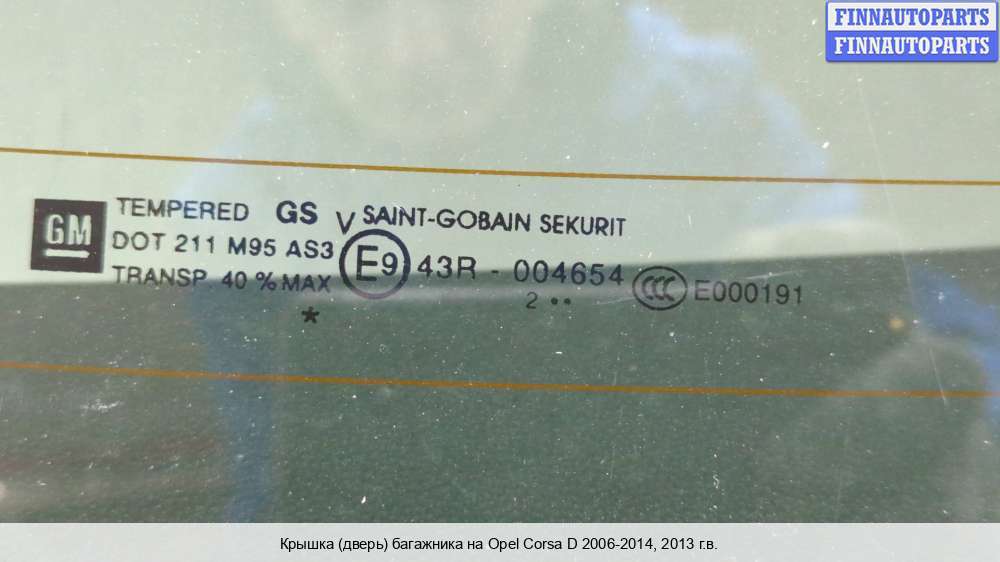 FINNAUTOPARTS
FINNAUTOPARTS
GM
TEMPERED GS V SAINT-GOBAIN SEKURIT
DOT 211 M95 AS3 E9 43R - 004654 CCC E000191
TRANSP 40 % MAX
* 2 ••
Крышка (дверь) багажника на Opel Corsa D 2006-2014, 2013 г.в.